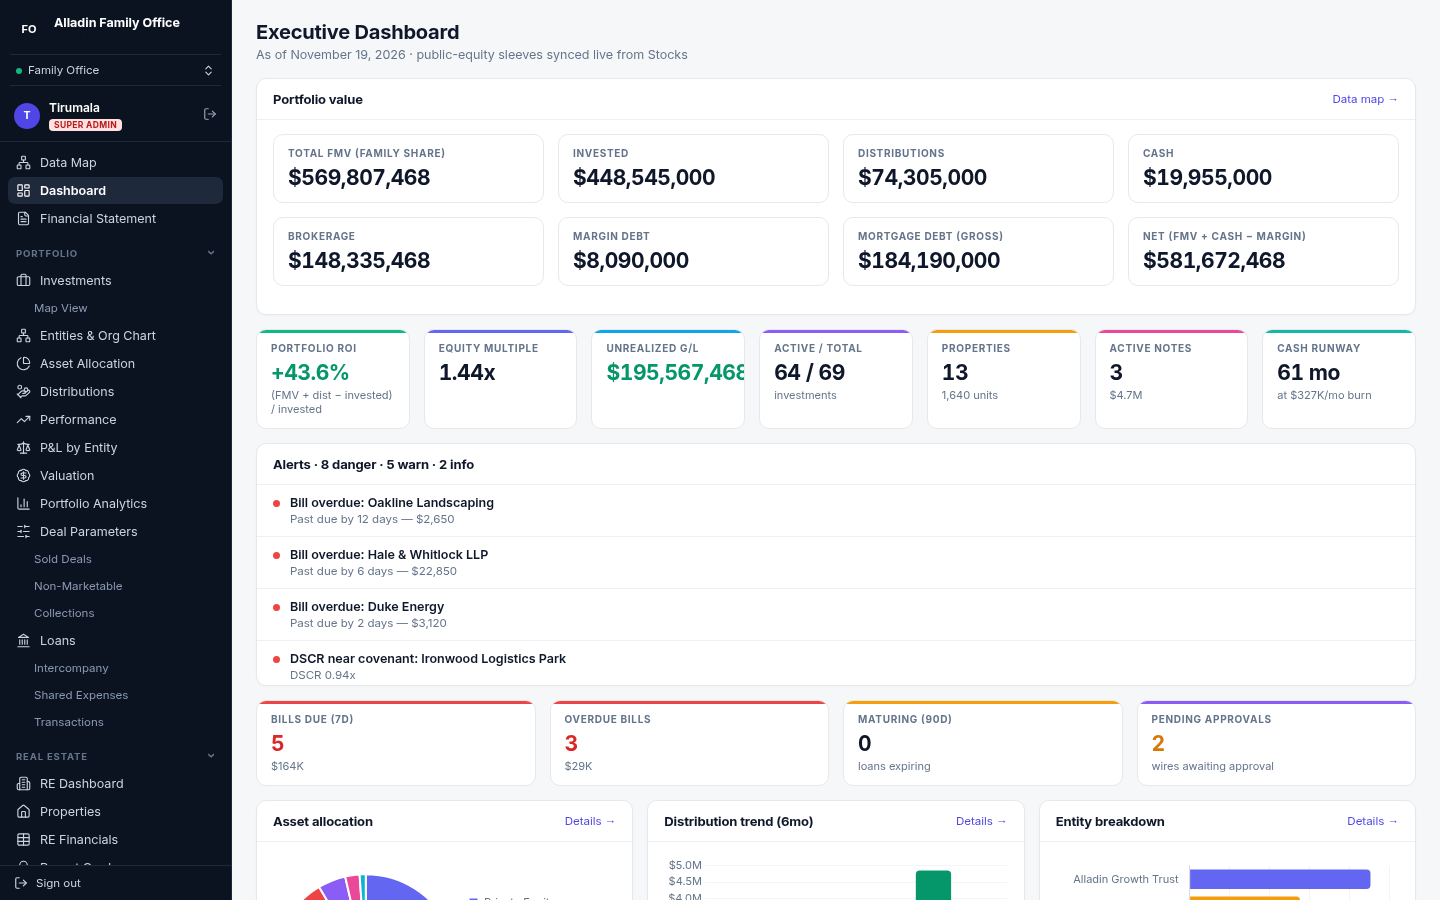 FO
Alladin Family Office
Family Office
T
Tirumala
SUPER ADMIN
Data Map
Dashboard
Financial Statement
PORTFOLIO
Investments
Map View
Entities & Org Chart
Asset Allocation
Distributions
Performance
P&L by Entity
Valuation
Portfolio Analytics
Deal Parameters
Sold Deals
Non-Marketable
Collections
Loans
Intercompany
Shared Expenses
Transactions
REAL ESTATE
RE Dashboard
Properties
RE Financials
Sign out
Executive Dashboard
As of November 19, 2026 · public-equity sleeves synced live from Stocks
Portfolio value
Data map →
TOTAL FMV (FAMILY SHARE)
$569,807,468
INVESTED
$448,545,000
DISTRIBUTIONS
$74,305,000
CASH
$19,955,000
BROKERAGE
$148,335,468
MARGIN DEBT
$8,090,000
MORTGAGE DEBT (GROSS)
$184,190,000
NET (FMV + CASH − MARGIN)
$581,672,468
PORTFOLIO ROI
+43.6%
(FMV + dist − invested)
/ invested
EQUITY MULTIPLE
1.44x
UNREALIZED G/L
$195,567,468
ACTIVE / TOTAL
64 / 69
investments
PROPERTIES
13
1,640 units
ACTIVE NOTES
3
$4.7M
CASH RUNWAY
61 mo
at $327K/mo burn
Alerts · 8 danger · 5 warn · 2 info
Bill overdue: Oakline Landscaping
Past due by 12 days — $2,650
Bill overdue: Hale & Whitlock LLP
Past due by 6 days — $22,850
Bill overdue: Duke Energy
Past due by 2 days — $3,120
DSCR near covenant: Ironwood Logistics Park
DSCR 0.94x
BILLS DUE (7D)
5
$164K
OVERDUE BILLS
3
$29K
MATURING (90D)
0
loans expiring
PENDING APPROVALS
2
wires awaiting approval
Asset allocation
Details →
Distribution trend (6mo)
Details →
$5.0M
$4.5M
$4.0M
Entity breakdown
Details →
Alladin Growth Trust